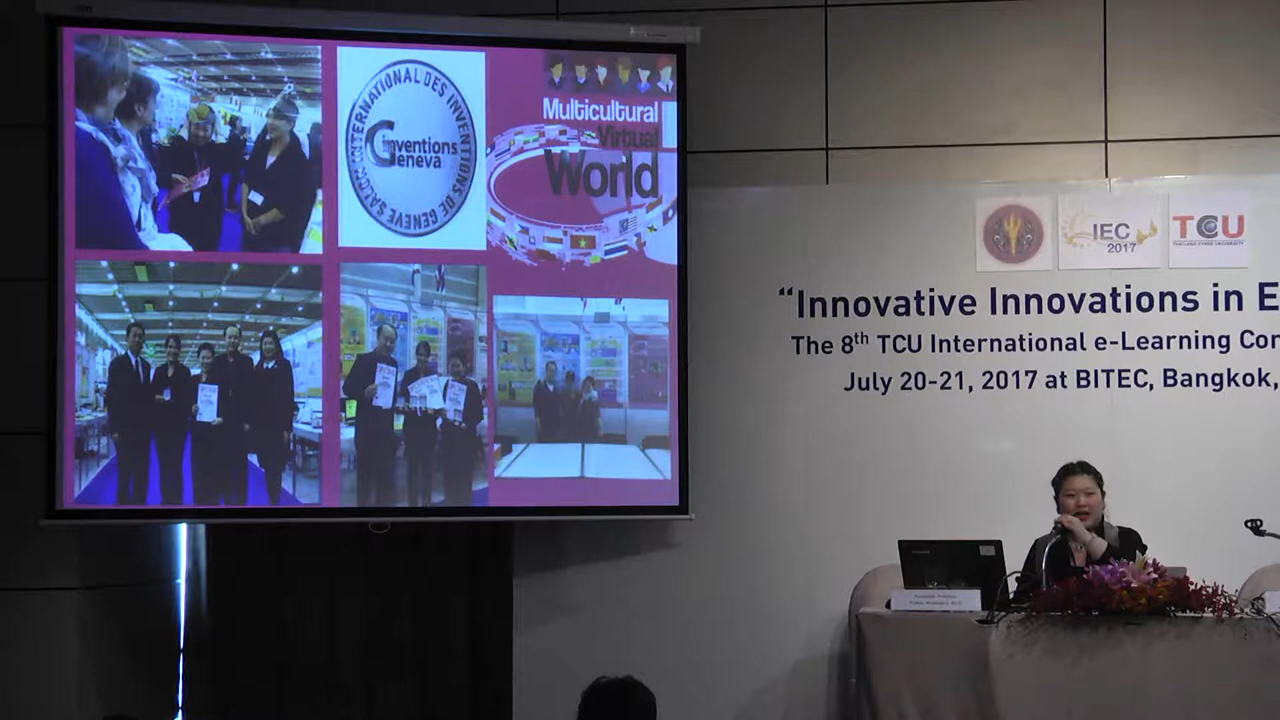 SALON INTERNATIONAL DES INVENTIONS DE GENEVE
inventions
Geneva
Multicultural
Virtual
World
IEC
2017
TCU
THAILAND CYBER UNIVERSITY
“Innovative Innovations in E
The 8th TCU International e-Learning Con
July 20-21, 2017 at BITEC, Bangkok,